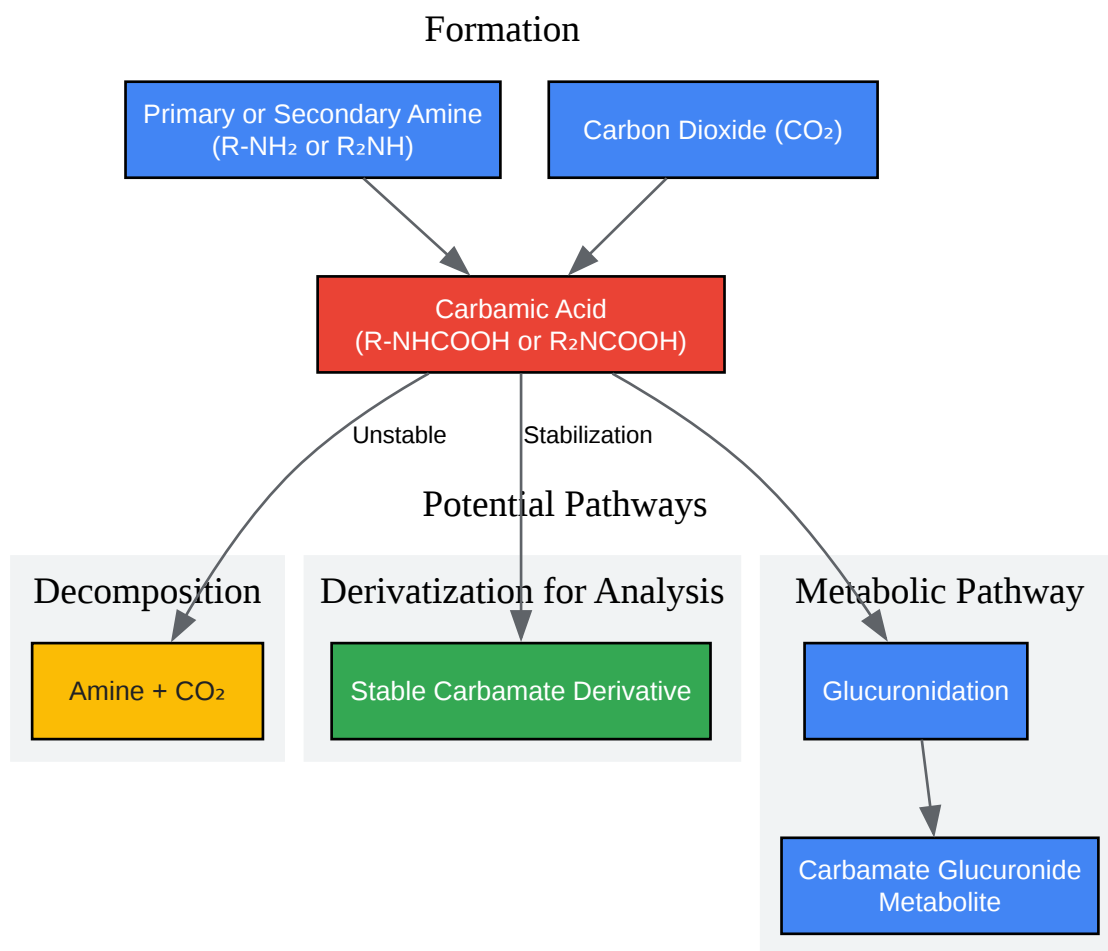 Formation
Primary or Secondary Amine
(R-NH₂ or R₂NH)
Carbon Dioxide (CO₂)
Carbamic Acid
(R-NHCOOH or R₂NCOOH)
Unstable
Stabilization
Potential Pathways
Decomposition
Derivatization for Analysis
Metabolic Pathway
Amine + CO₂
Stable Carbamate Derivative
Glucuronidation
Carbamate Glucuronide
Metabolite